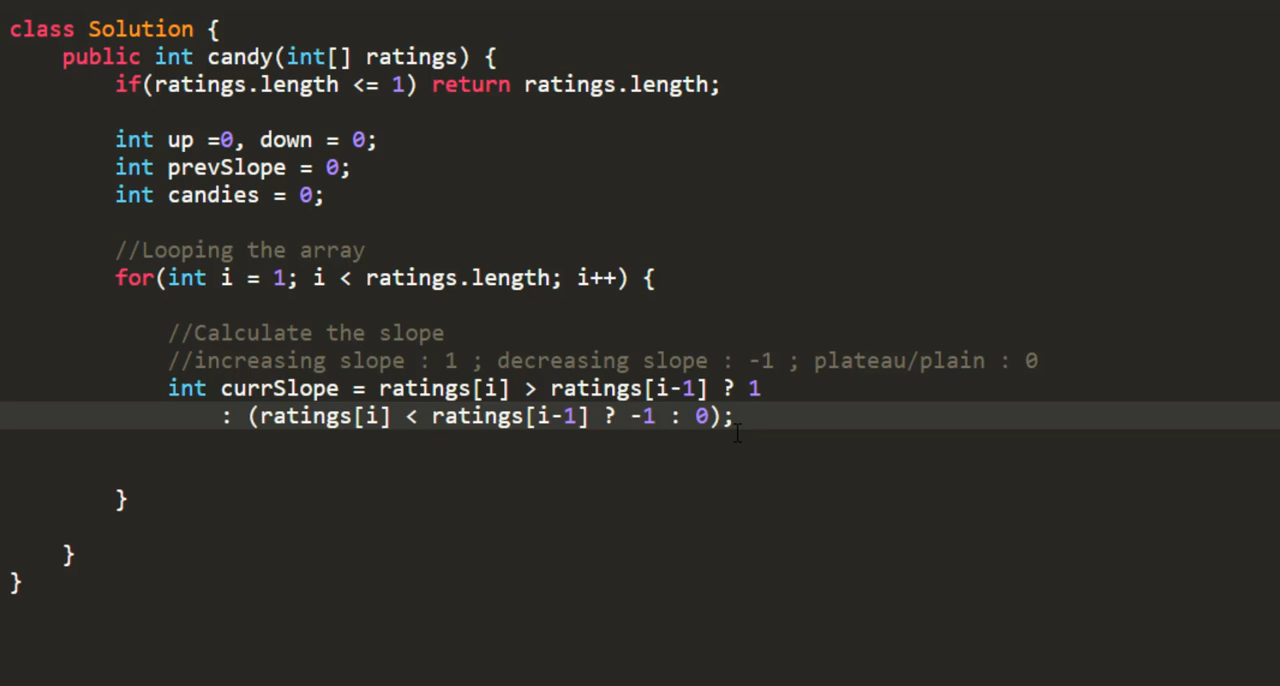 class Solution {
    public int candy(int[] ratings) {
        if(ratings.length <= 1) return ratings.length;
        int up =0, down = 0;
        int prevSlope = 0;
        int candies = 0;
        //Looping the array
        for(int i = 1; i < ratings.length; i++) {
            //Calculate the slope
            //increasing slope : 1 ; decreasing slope : -1 ; plateau/plain : 0
            int currSlope = ratings[i] > ratings[i-1] ? 1
                : (ratings[i] < ratings[i-1] ? -1 : 0);
        }
    }
}